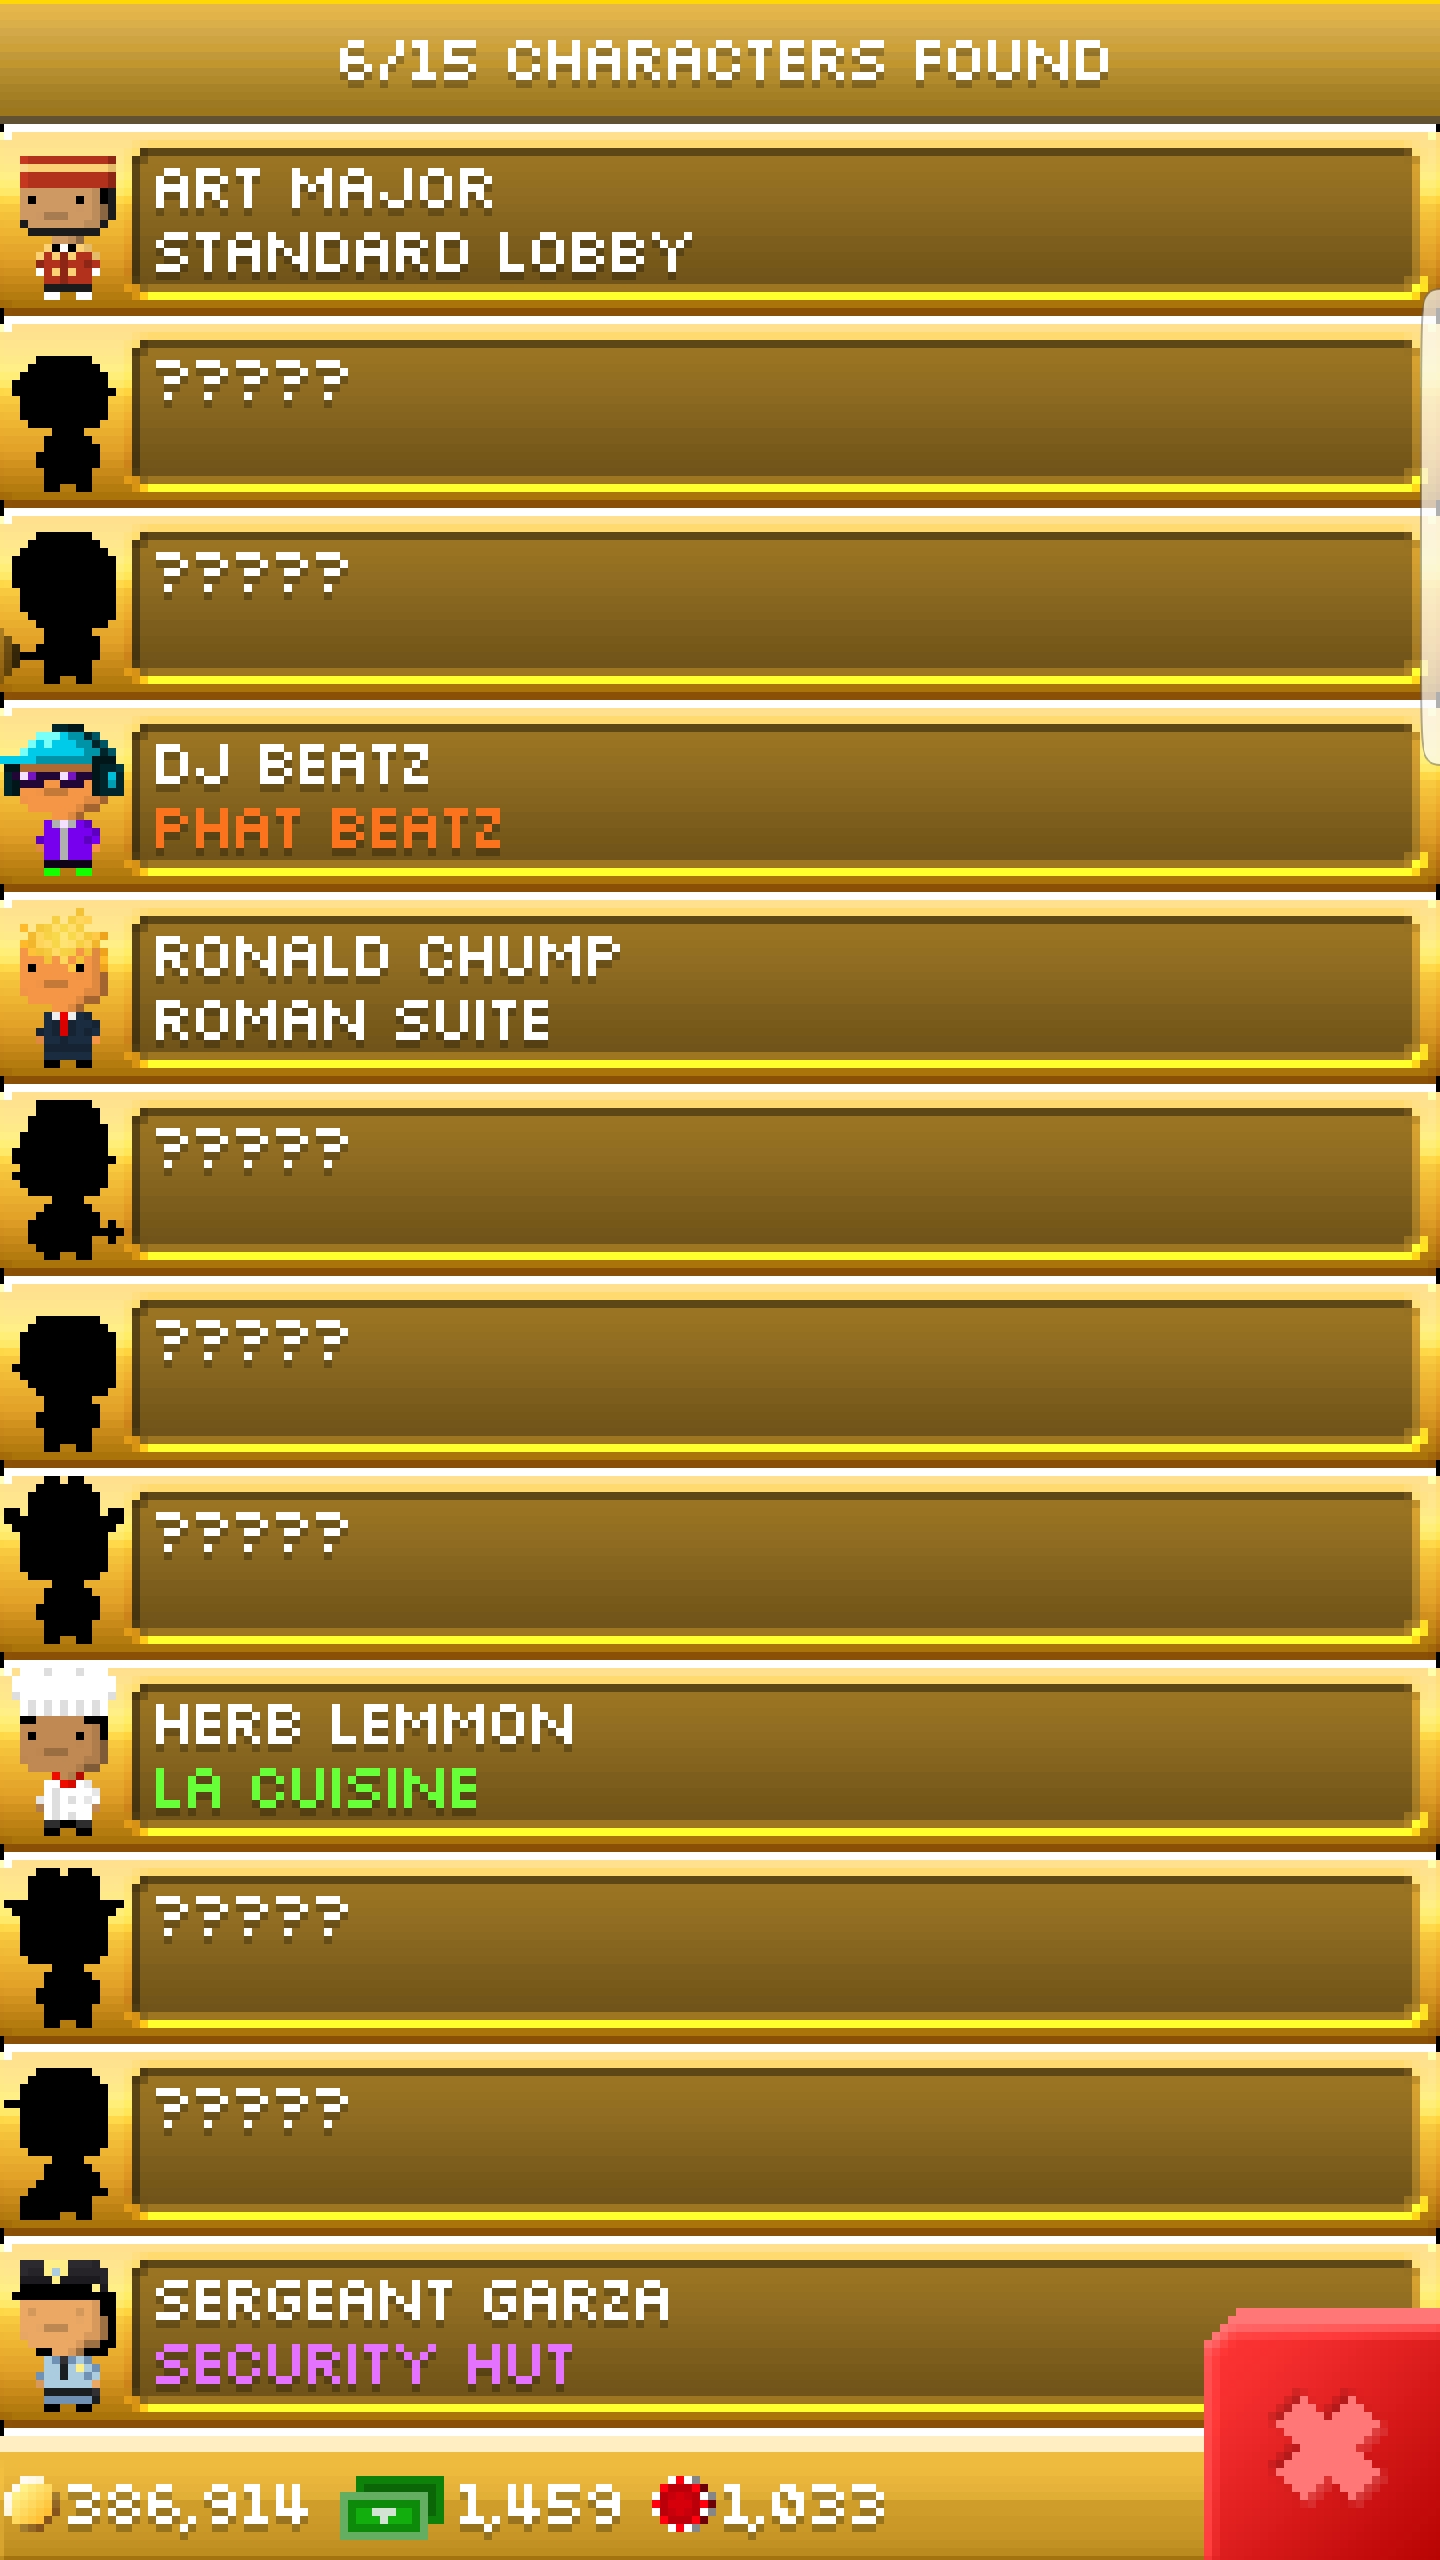 6/15 CHARACTERS FOUND
ART MAJOR
STANDARD LOBBY
?????
?????
DJ BEATZ
PHAT BEATZ
RONALD CHUMP
ROMAN SUITE
?????
?????
?????
HERB LEMMON
LA CUISINE
?????
?????
SERGEANT GARZA
SECURITY HUT
386,914 1,459 1,033